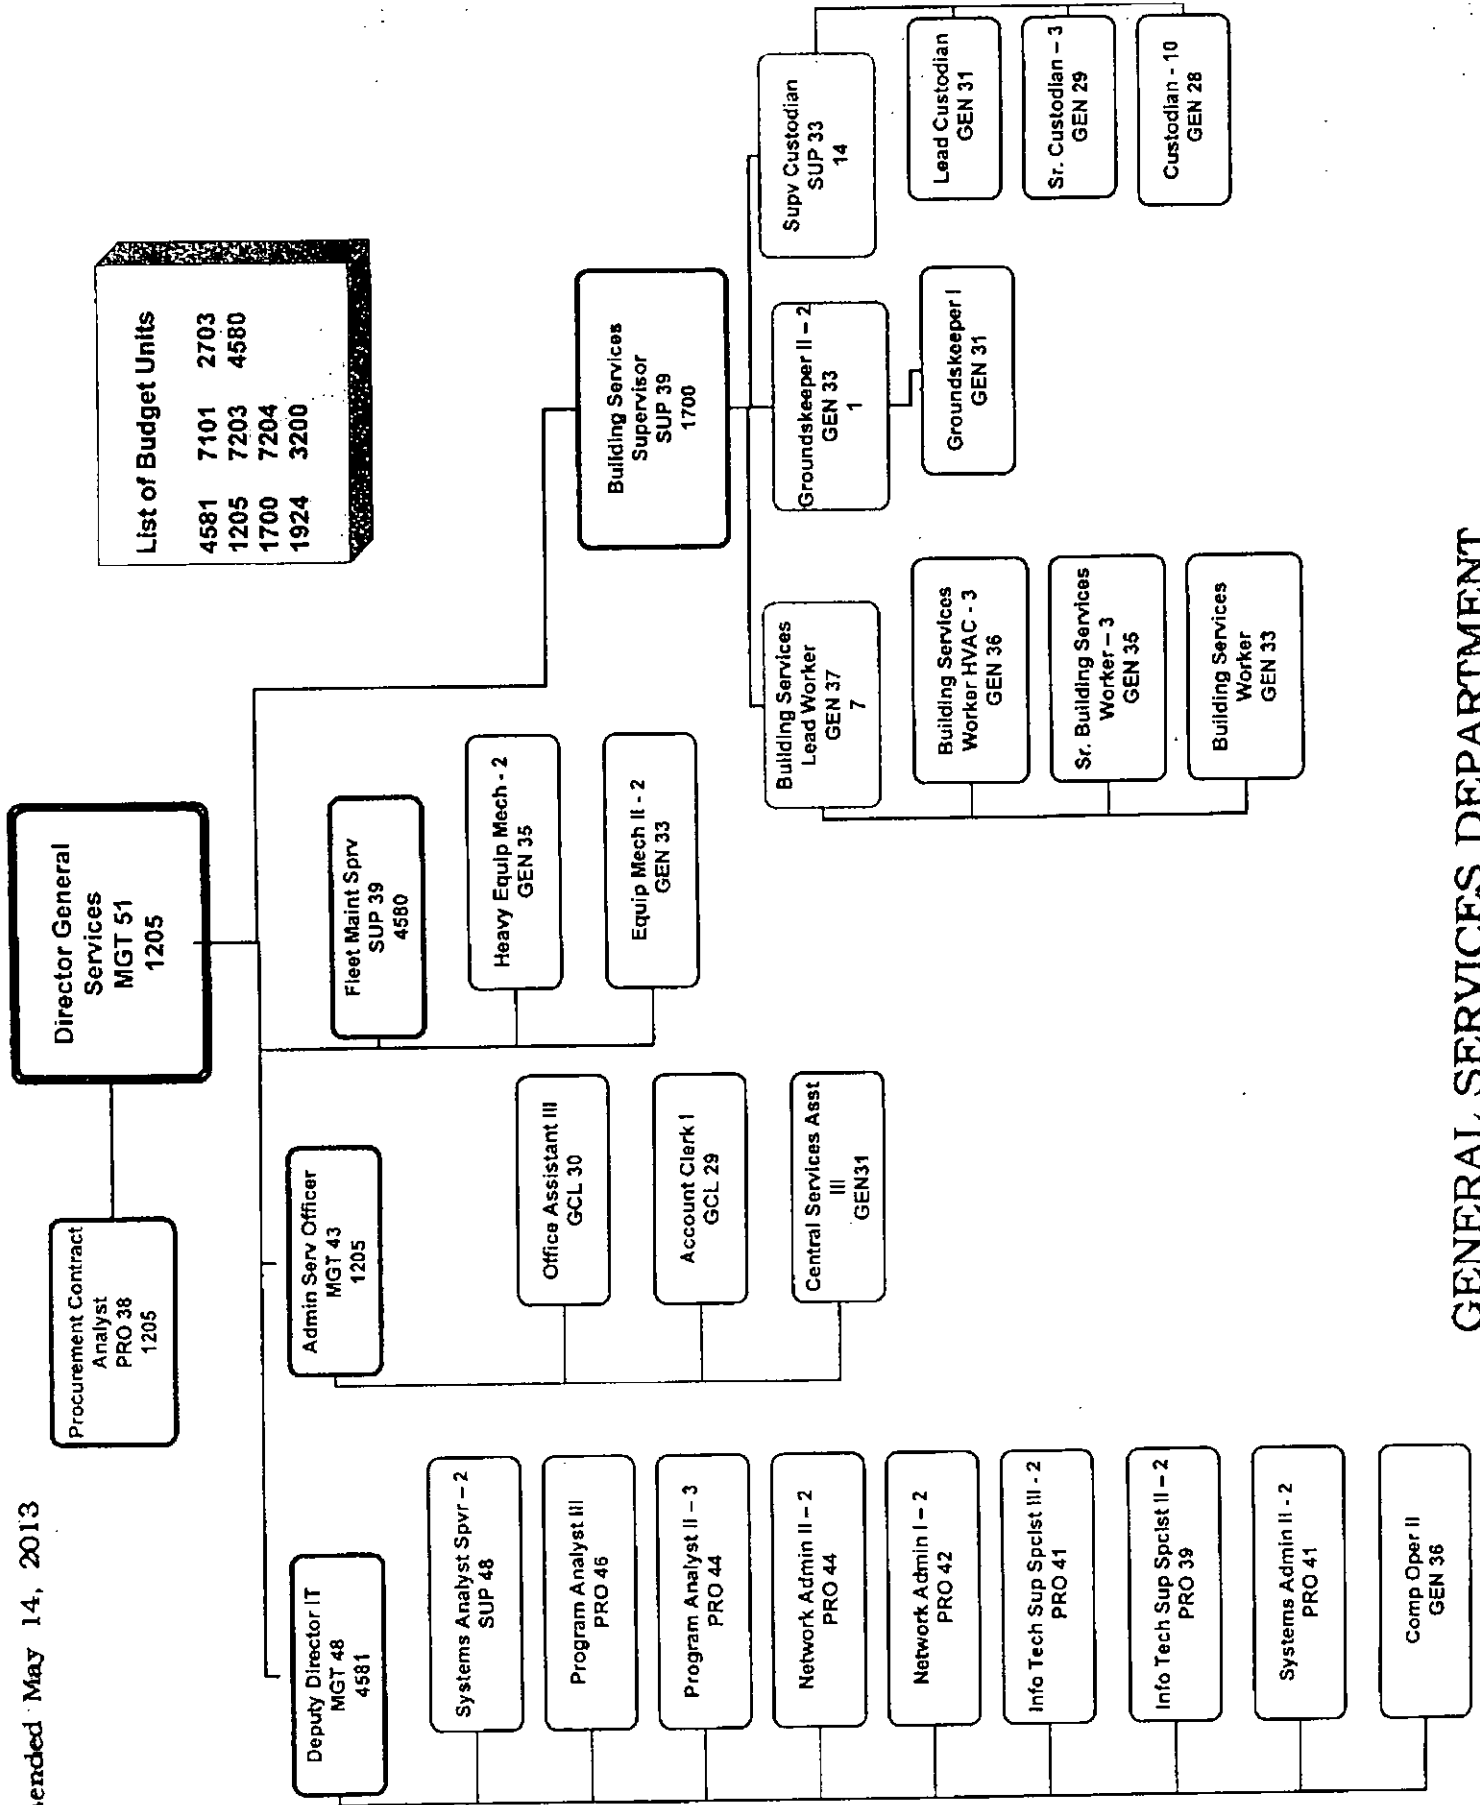 May 14, 2013
Director General
Services
MGT 51
1205
Procurement Contract
Analyst
PRO 38
1205
List of Budget Units
4581 7101 2703
1205 7203 4580
1700 7204
1924 3200
Deputy Director IT
MGT 48
4581
Systems Analyst Spvr – 2
SUP 48
Program Analyst III
PRO 46
Program Analyst II – 3
PRO 44
Network Admin II – 2
PRO 44
Network Admin I – 2
PRO 42
Info Tech Sup Spclst III - 2
PRO 41
Info Tech Sup Spclst II – 2
PRO 39
Systems Admin II - 2
PRO 41
Comp Oper II
GEN 36
Admin Serv Officer
MGT 43
1205
Office Assistant III
GCL 30
Account Clerk I
GCL 29
Central Services Asst
III
GEN31
Fleet Maint Sprv
SUP 39
4580
Heavy Equip Mech - 2
GEN 35
Equip Mech II - 2
GEN 33
Building Services
Supervisor
SUP 39
1700
Building Services
Lead Worker
GEN 37
7
Building Services
Worker HVAC - 3
GEN 36
Sr. Building Services
Worker – 3
GEN 35
Building Services
Worker
GEN 33
Groundskeeper II – 2
GEN 33
1
Groundskeeper I
GEN 31
Supv Custodian
SUP 33
14
Lead Custodian
GEN 31
Sr. Custodian – 3
GEN 29
Custodian - 10
GEN 28
GENERAL SERVICES DEPARTMENT